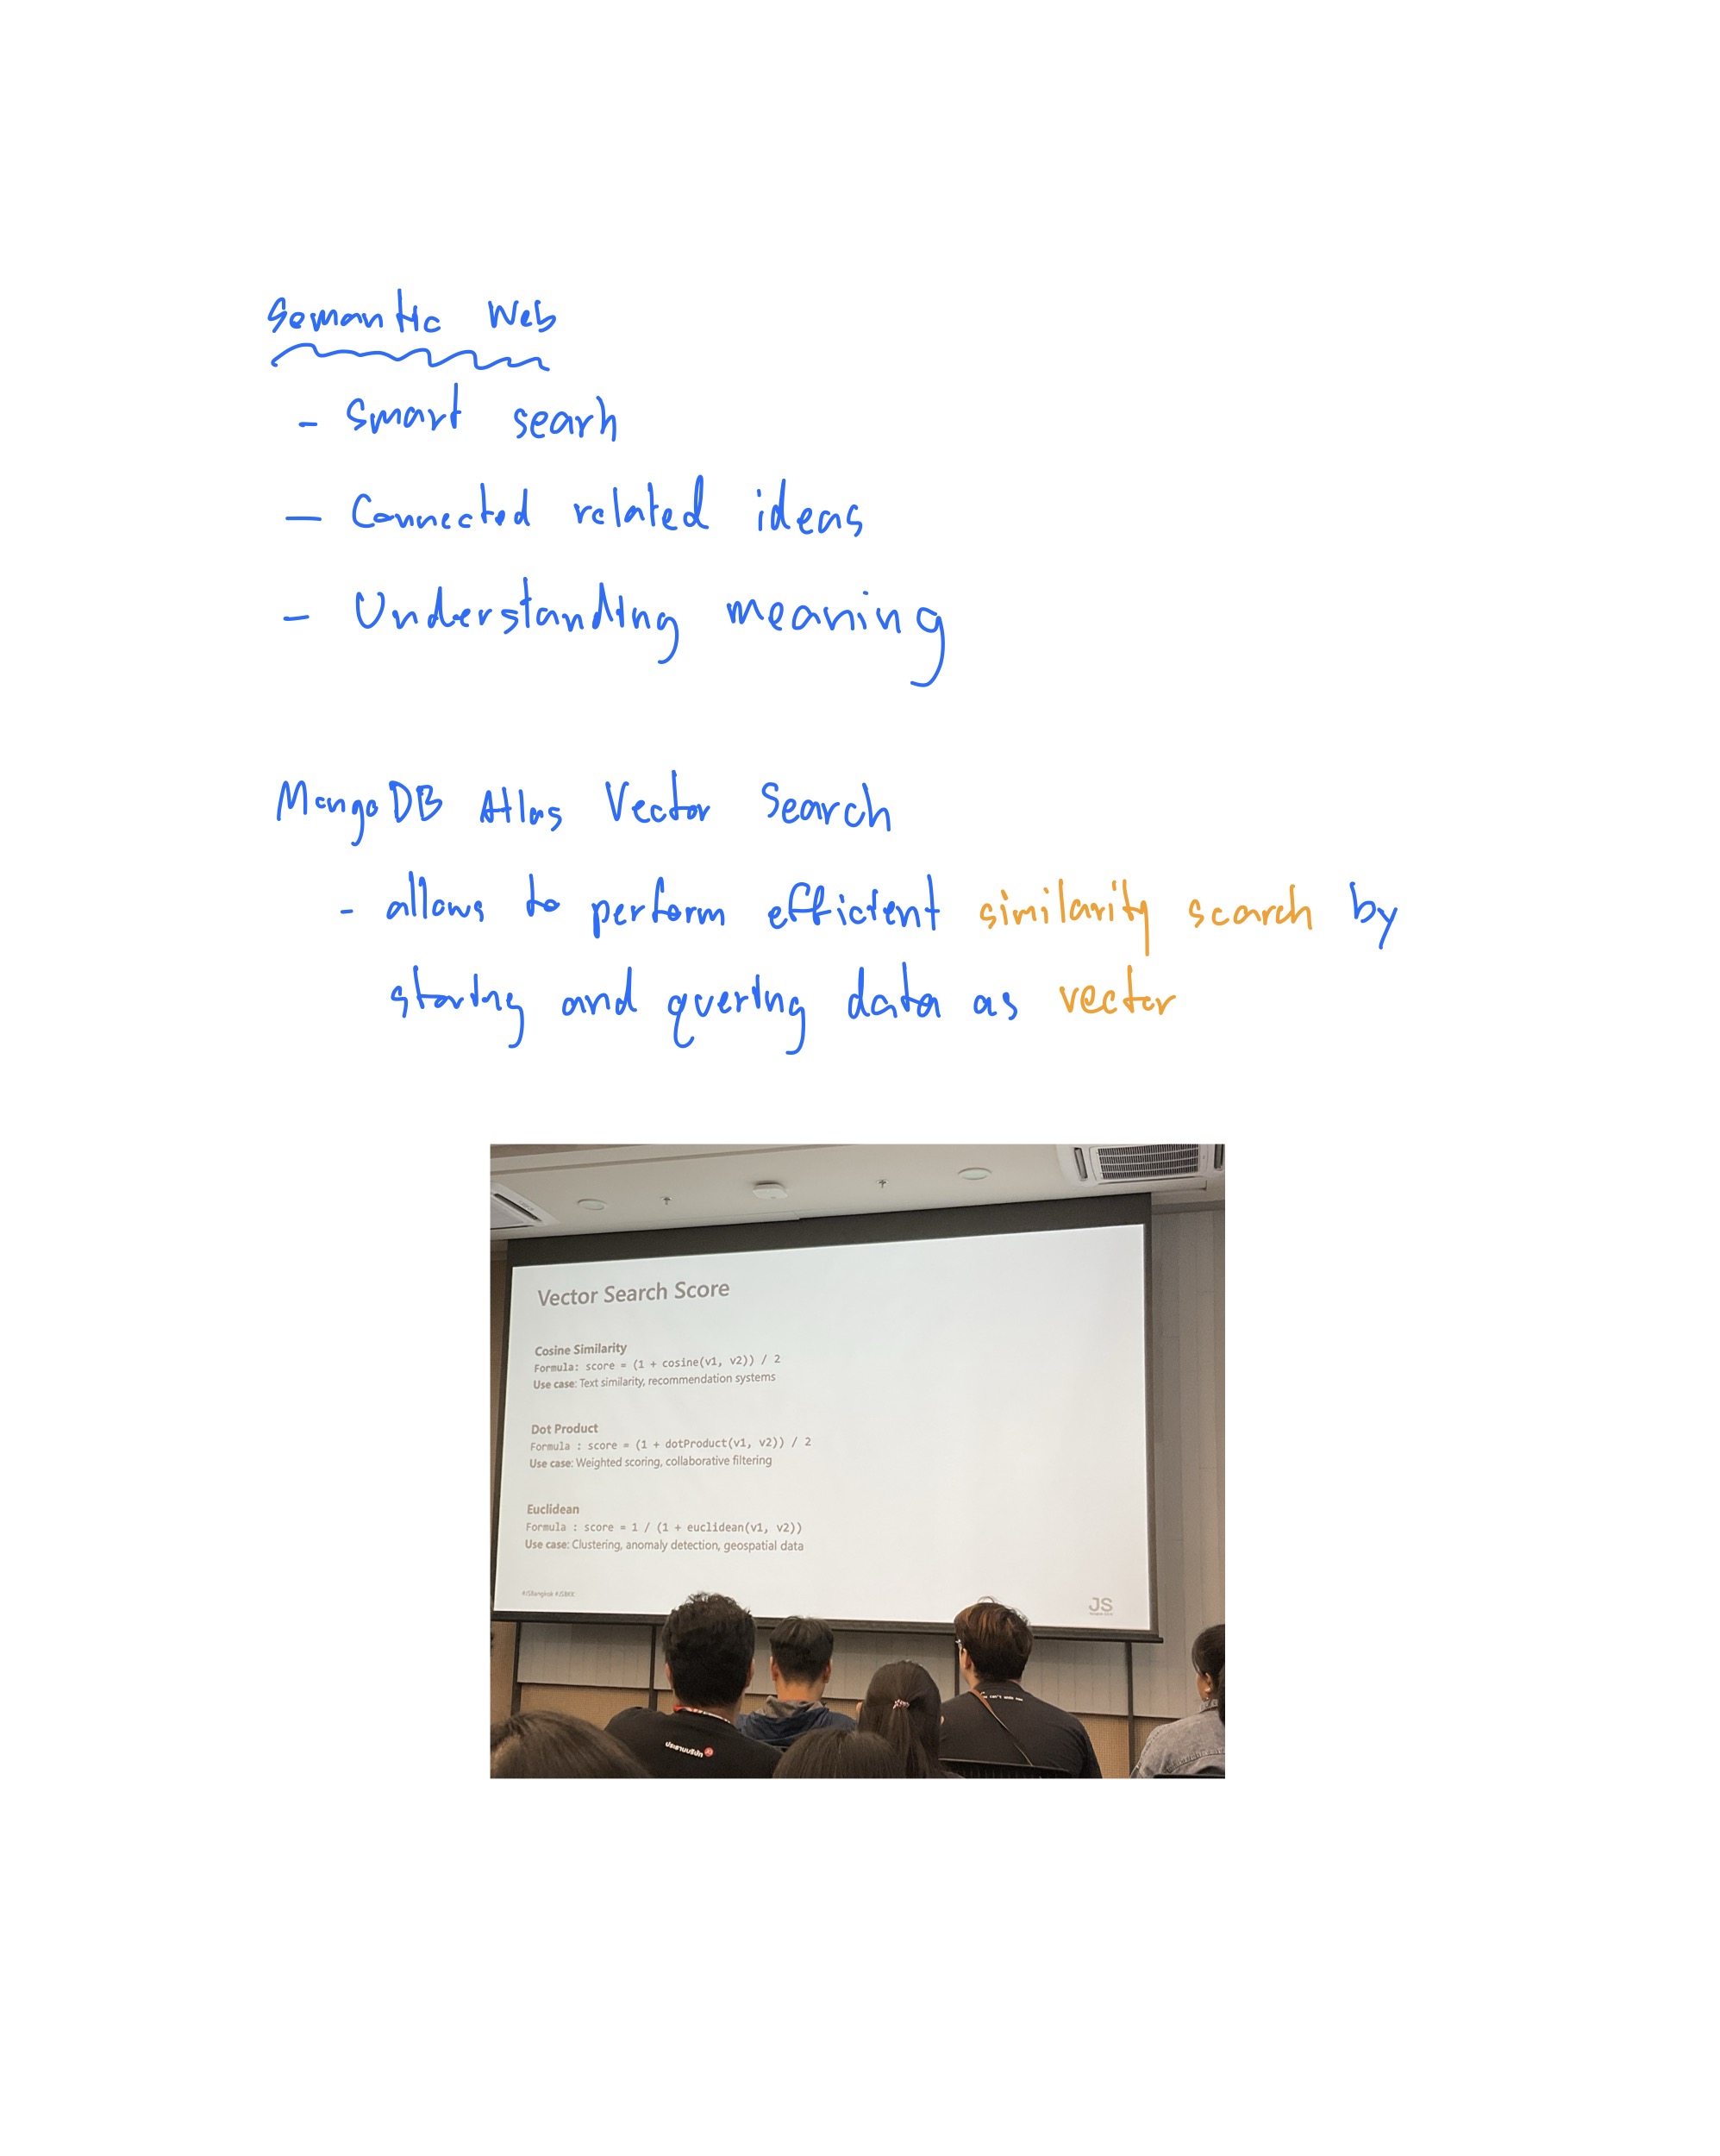 Semantic Web
- Smart searh
- Connected related ideas
- Understanding meaning
MongoDB Atlas Vector Search
- allows to perform efficient similarity search by
storing and quering data as vector
Vector Search Score
Cosine Similarity
Formula: score = (1 + cosine(v1, v2)) / 2
Use case: Text similarity, recommendation systems
Dot Product
Formula : score = (1 + dotProduct(v1, v2)) / 2
Use case: Weighted scoring, collaborative filtering
Euclidean
Formula : score = 1 / (1 + euclidean(v1, v2))
Use case: Clustering, anomaly detection, geospatial data
#JSBangkok #JSBKK
JS